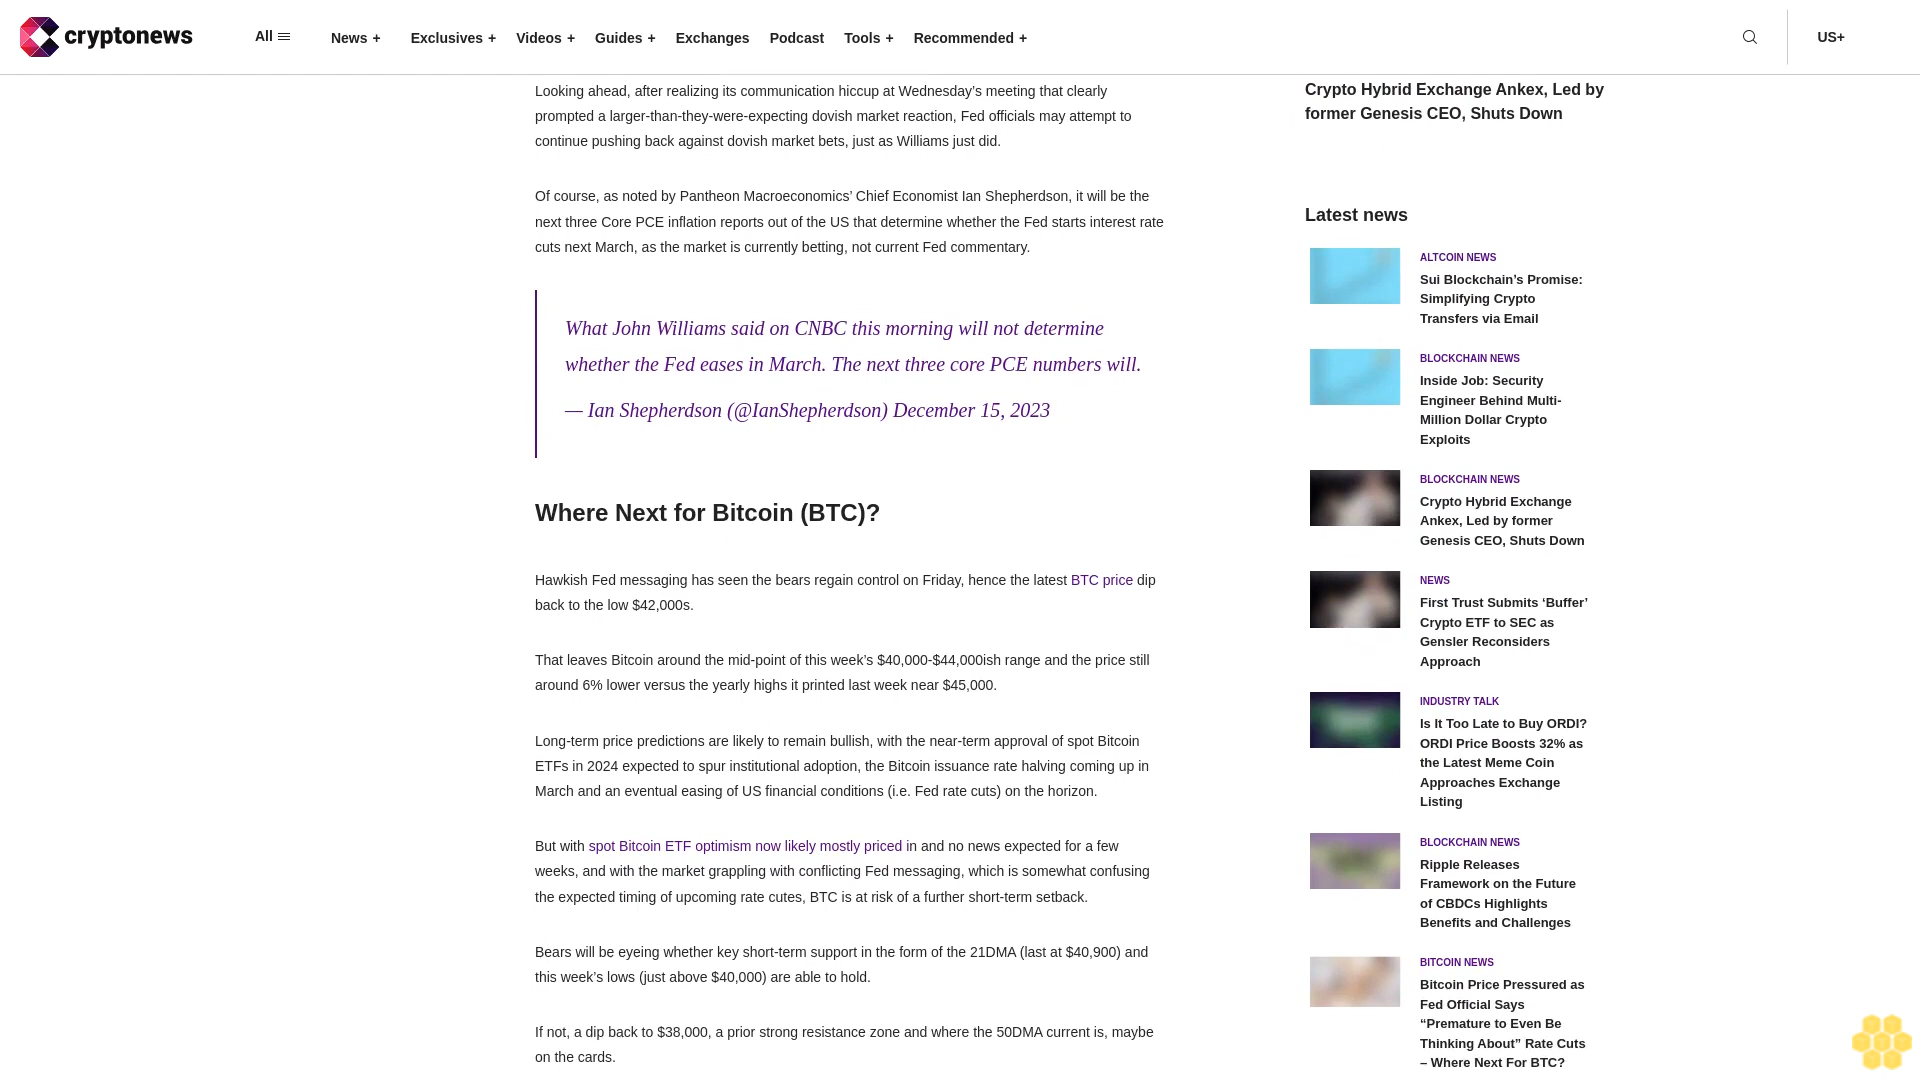 cryptonews
All
News +
Exclusives +
Videos +
Guides +
Exchanges
Podcast
Tools +
Recommended +
US+
Looking ahead, after realizing its communication hiccup at Wednesday’s meeting that clearly
prompted a larger-than-they-were-expecting dovish market reaction, Fed officials may attempt to
continue pushing back against dovish market bets, just as Williams just did.
Of course, as noted by Pantheon Macroeconomics’ Chief Economist Ian Shepherdson, it will be the
next three Core PCE inflation reports out of the US that determine whether the Fed starts interest rate
cuts next March, as the market is currently betting, not current Fed commentary.
What John Williams said on CNBC this morning will not determine
whether the Fed eases in March. The next three core PCE numbers will.
— Ian Shepherdson (@IanShepherdson) December 15, 2023
Where Next for Bitcoin (BTC)?
Hawkish Fed messaging has seen the bears regain control on Friday, hence the latest BTC price dip
back to the low $42,000s.
That leaves Bitcoin around the mid-point of this week’s $40,000-$44,000ish range and the price still
around 6% lower versus the yearly highs it printed last week near $45,000.
Long-term price predictions are likely to remain bullish, with the near-term approval of spot Bitcoin
ETFs in 2024 expected to spur institutional adoption, the Bitcoin issuance rate halving coming up in
March and an eventual easing of US financial conditions (i.e. Fed rate cuts) on the horizon.
But with spot Bitcoin ETF optimism now likely mostly priced in and no news expected for a few
weeks, and with the market grappling with conflicting Fed messaging, which is somewhat confusing
the expected timing of upcoming rate cutes, BTC is at risk of a further short-term setback.
Bears will be eyeing whether key short-term support in the form of the 21DMA (last at $40,900) and
this week’s lows (just above $40,000) are able to hold.
If not, a dip back to $38,000, a prior strong resistance zone and where the 50DMA current is, maybe
on the cards.
Crypto Hybrid Exchange Ankex, Led by
former Genesis CEO, Shuts Down
Latest news
ALTCOIN NEWS
Sui Blockchain’s Promise:
Simplifying Crypto
Transfers via Email
BLOCKCHAIN NEWS
Inside Job: Security
Engineer Behind Multi-
Million Dollar Crypto
Exploits
BLOCKCHAIN NEWS
Crypto Hybrid Exchange
Ankex, Led by former
Genesis CEO, Shuts Down
NEWS
First Trust Submits ‘Buffer’
Crypto ETF to SEC as
Gensler Reconsiders
Approach
INDUSTRY TALK
Is It Too Late to Buy ORDI?
ORDI Price Boosts 32% as
the Latest Meme Coin
Approaches Exchange
Listing
BLOCKCHAIN NEWS
Ripple Releases
Framework on the Future
of CBDCs Highlights
Benefits and Challenges
BITCOIN NEWS
Bitcoin Price Pressured as
Fed Official Says
“Premature to Even Be
Thinking About” Rate Cuts
– Where Next For BTC?